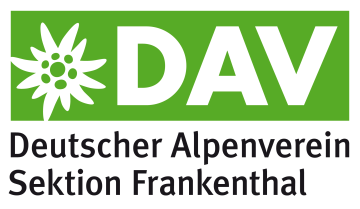 DAV
Deutscher Alpenverein
Sektion Frankenthal